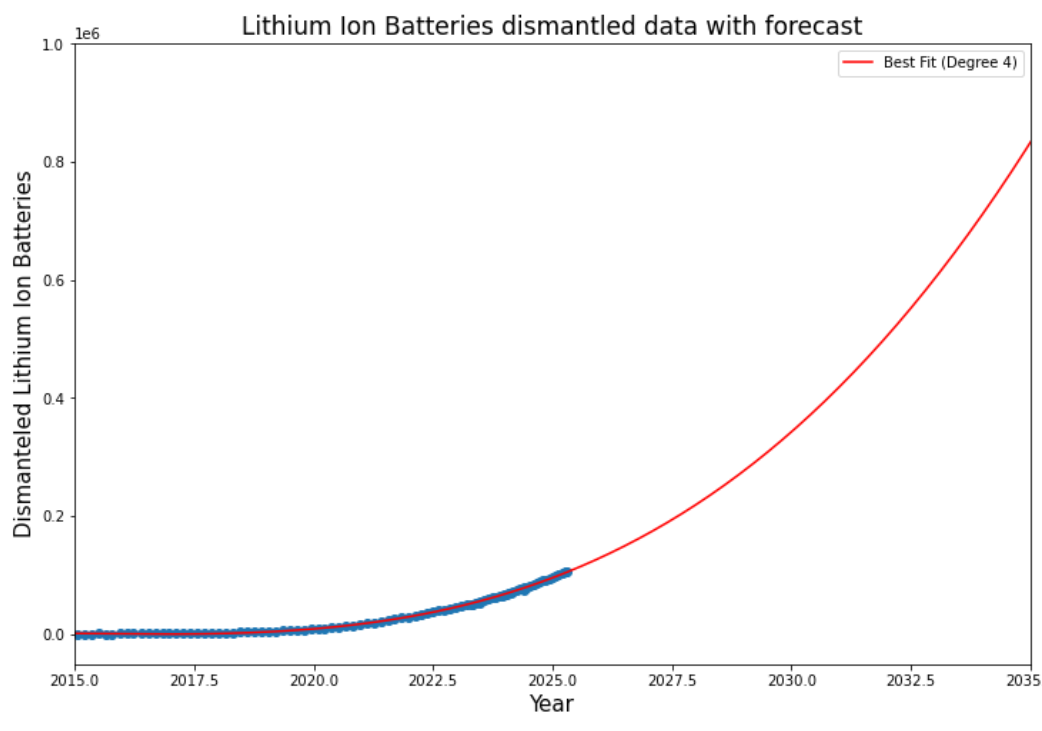 Lithium Ion Batteries dismantled data with forecast
1e6
Best Fit (Degree 4)
1.0
0.8
0.6
0.4
0.2
0.0
Dismanteled Lithium Ion Batteries
2015.0 2017.5 2020.0 2022.5 2025.0 2027.5 2030.0 2032.5 2035
Year